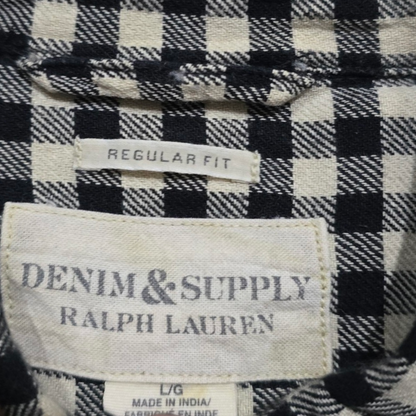 REGULAR FIT
DENIM & SUPPLY
RALPH LAUREN
L/G
MADE IN INDIA/
FABRIQUÉ EN INDE